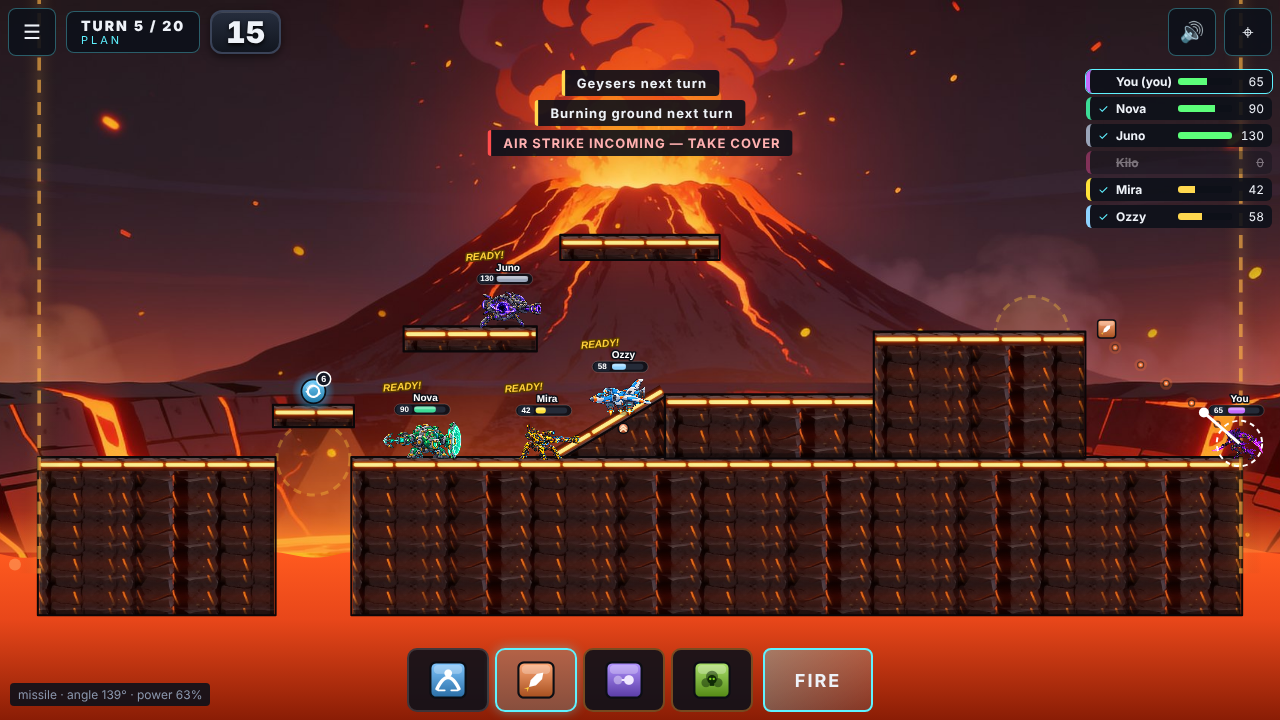 TURN 5 / 20
PLAN
15
Geysers next turn
Burning ground next turn
AIR STRIKE INCOMING — TAKE COVER
You (you) 65
✓ Nova 90
✓ Juno 130
Kilo 0
✓ Mira 42
✓ Ozzy 58
READY!
Juno
130
READY!
Ozzy
58
6
READY!
Nova
90
READY!
Mira
42
You
65
missile · angle 139° · power 63%
FIRE